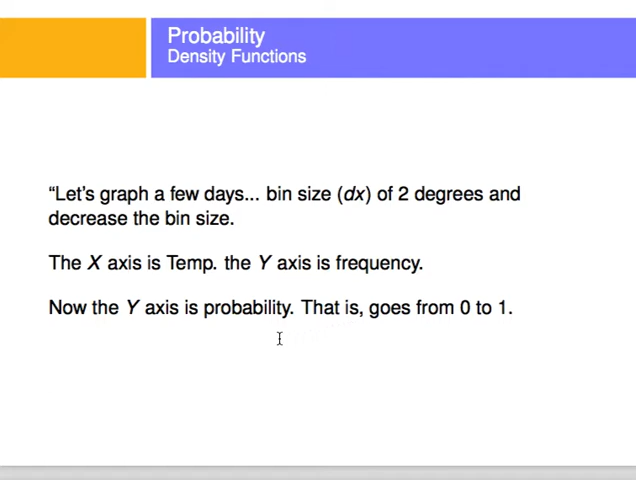 Probability
Density Functions
“Let's graph a few days... bin size (dx) of 2 degrees and
decrease the bin size.
The X axis is Temp. the Y axis is frequency.
Now the Y axis is probability. That is, goes from 0 to 1.